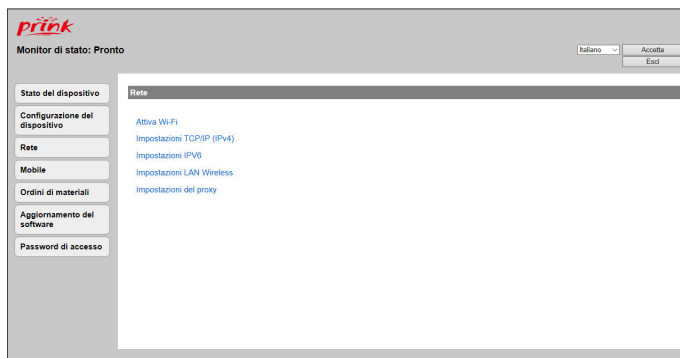 prink
Monitor di stato: Pronto
Italiano
Accetta
Esci
Stato del dispositivo
Configurazione del
dispositivo
Rete
Mobile
Ordini di materiali
Aggiornamento del
software
Password di accesso
Rete
Attiva Wi-Fi
Impostazioni TCP/IP (IPv4)
Impostazioni IPV6
Impostazioni LAN Wireless
Impostazioni del proxy